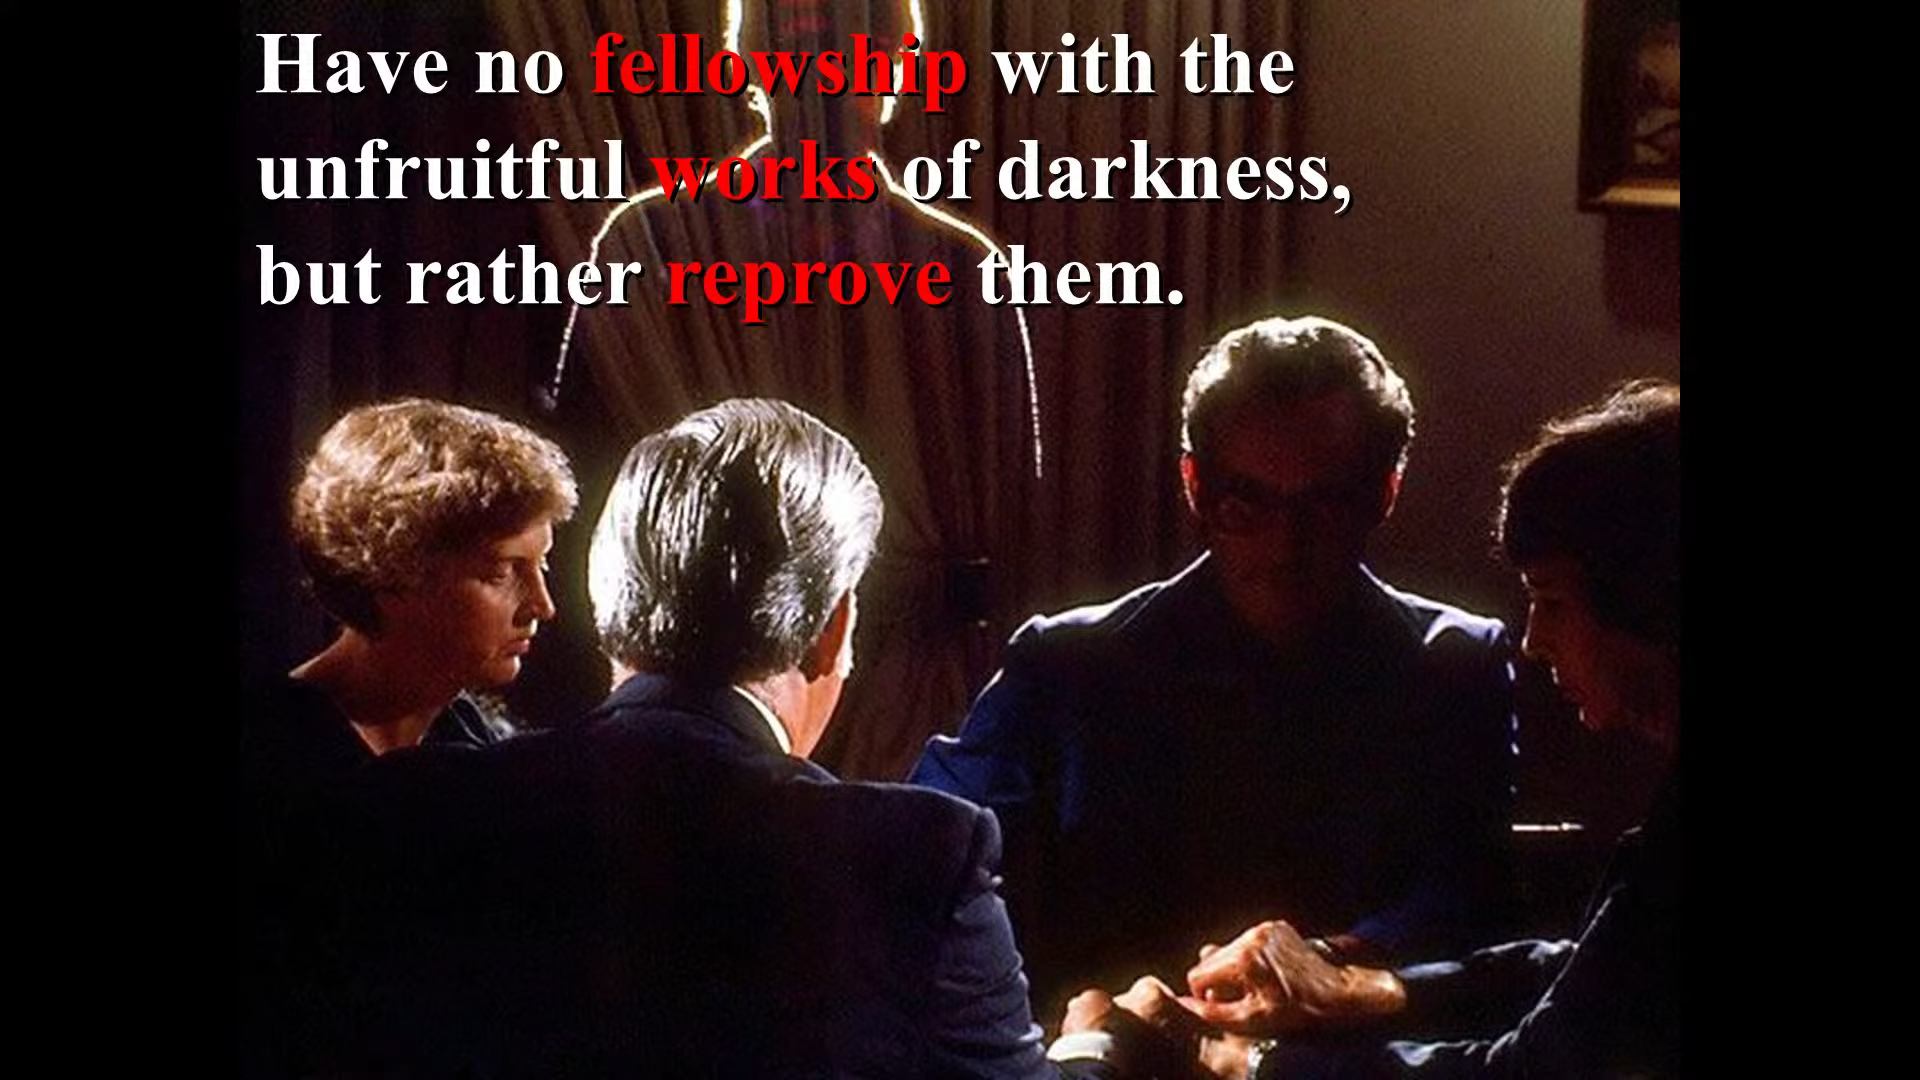 Have no fellowship with the
unfruitful works of darkness,
but rather reprove them.